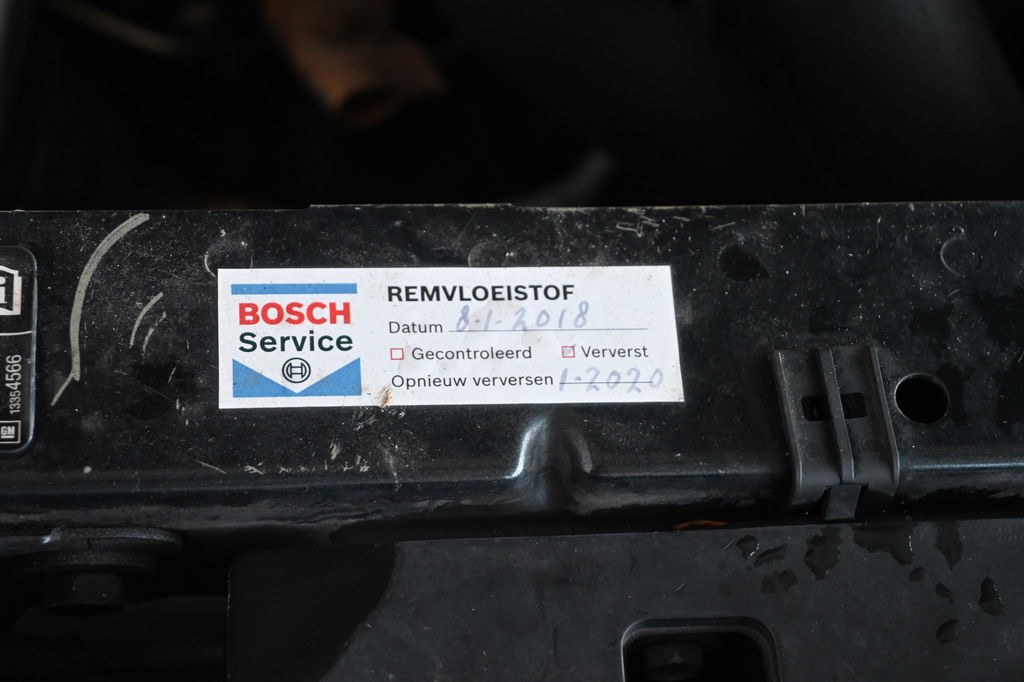 BOSCH
Service
REMVLOEISTOF
Datum 8-1-2018
Gecontroleerd Ververst
Opnieuw verversen 1-2020
i
13354566
GM